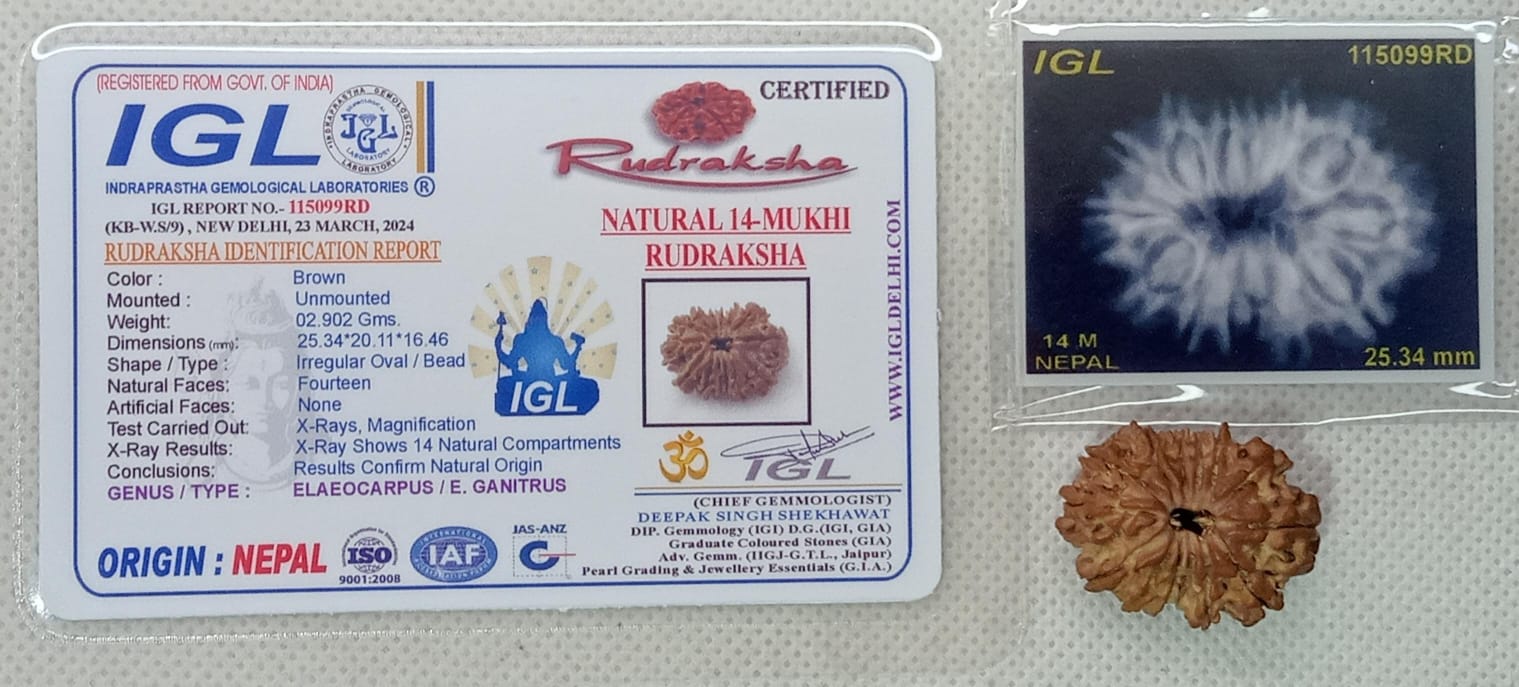 (REGISTERED FROM GOVT. OF INDIA)
IGL
INDRAPRASTHA GEMOLOGICAL LABORATORIES ®
IGL REPORT NO.- 115099RD
(KB-W.S/9) , NEW DELHI, 23 MARCH, 2024
RUDRAKSHA IDENTIFICATION REPORT
Color : Brown
Mounted : Unmounted
Weight: 02.902 Gms.
Dimensions (mm): 25.34*20.11*16.46
Shape / Type : Irregular Oval / Bead
Natural Faces: Fourteen
Artificial Faces: None
Test Carried Out: X-Rays, Magnification
X-Ray Results: X-Ray Shows 14 Natural Compartments
Conclusions: Results Confirm Natural Origin
GENUS / TYPE : ELAEOCARPUS / E. GANITRUS
ORIGIN : NEPAL
ISO
9001:2008
INTERNATIONAL
IAF
JAS-ANZ
IGL
CERTIFIED
Rudraksha
NATURAL 14-MUKHI
RUDRAKSHA
WWW.IGLDELHI.COM
ॐ
IGL
(CHIEF GEMMOLOGIST)
DEEPAK SINGH SHEKHAWAT
DIP. Gemmology (IGI) D.G.(IGI, GIA)
Graduate Coloured Stones (GIA)
Adv. Gemm. (IIGJ-G.T.L., Jaipur)
Pearl Grading & Jewellery Essentials (G.I.A.)
IGL 115099RD
14 M
NEPAL 25.34 mm